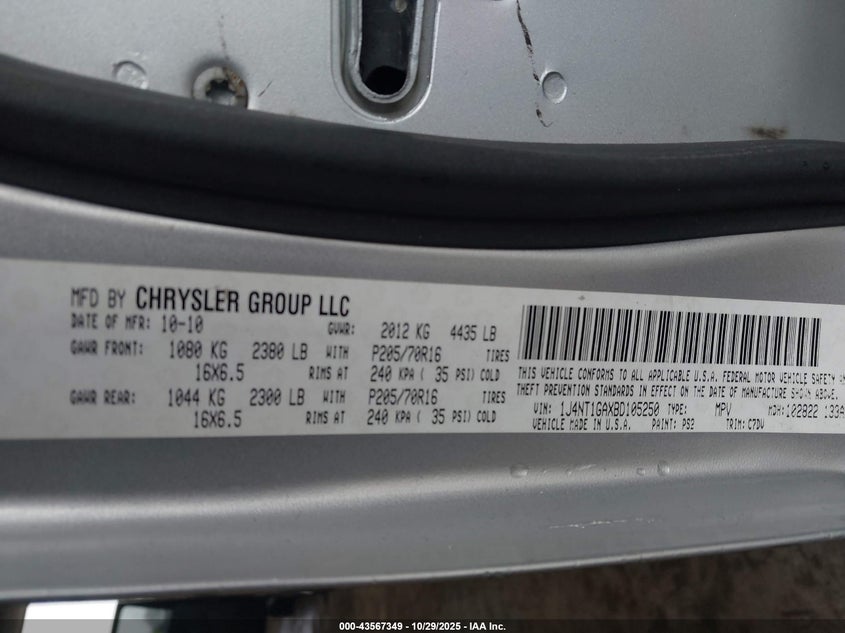 MFD BY CHRYSLER GROUP LLC
DATE OF MFR: 10-10 GVWR: 2012 KG 4435 LB
GAWR FRONT: 1080 KG 2380 LB WITH P205/70R16 TIRES
16X6.5 RIMS AT 240 KPA ( 35 PSI) COLD
GAWR REAR: 1044 KG 2300 LB WITH P205/70R16 TIRES
16X6.5 RIMS AT 240 KPA ( 35 PSI) COLD
THIS VEHICLE CONFORMS TO ALL APPLICABLE U.S.A. FEDERAL MOTOR VEHICLE SAFETY
THEFT PREVENTION STANDARDS IN EFFECT ON THE DATE OF MANUFACTURE SHOWN ABOVE.
VIN: 1J4NT1GAXBD105250 TYPE: MPV MDH: 102822 133A
VEHICLE MADE IN U.S.A. PAINT: PS2 TRIM: C7DV
000-43567349 | 10/29/2025 - IAA Inc.